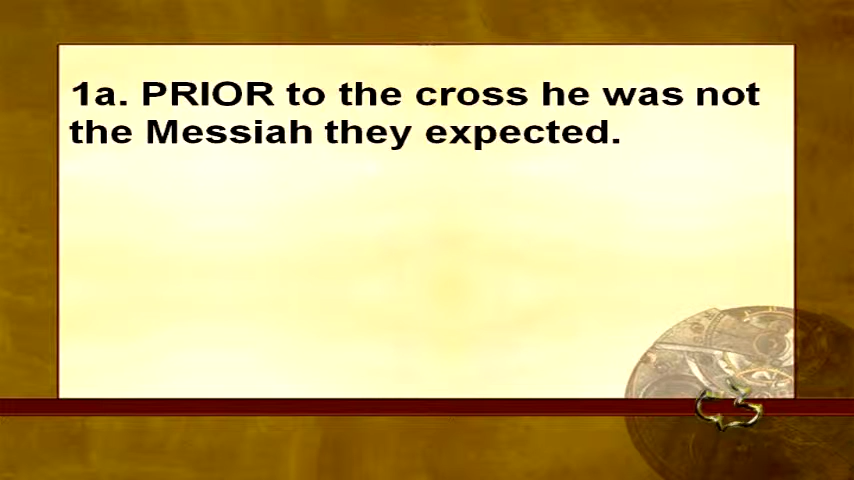 1a. PRIOR to the cross he was not
the Messiah they expected.